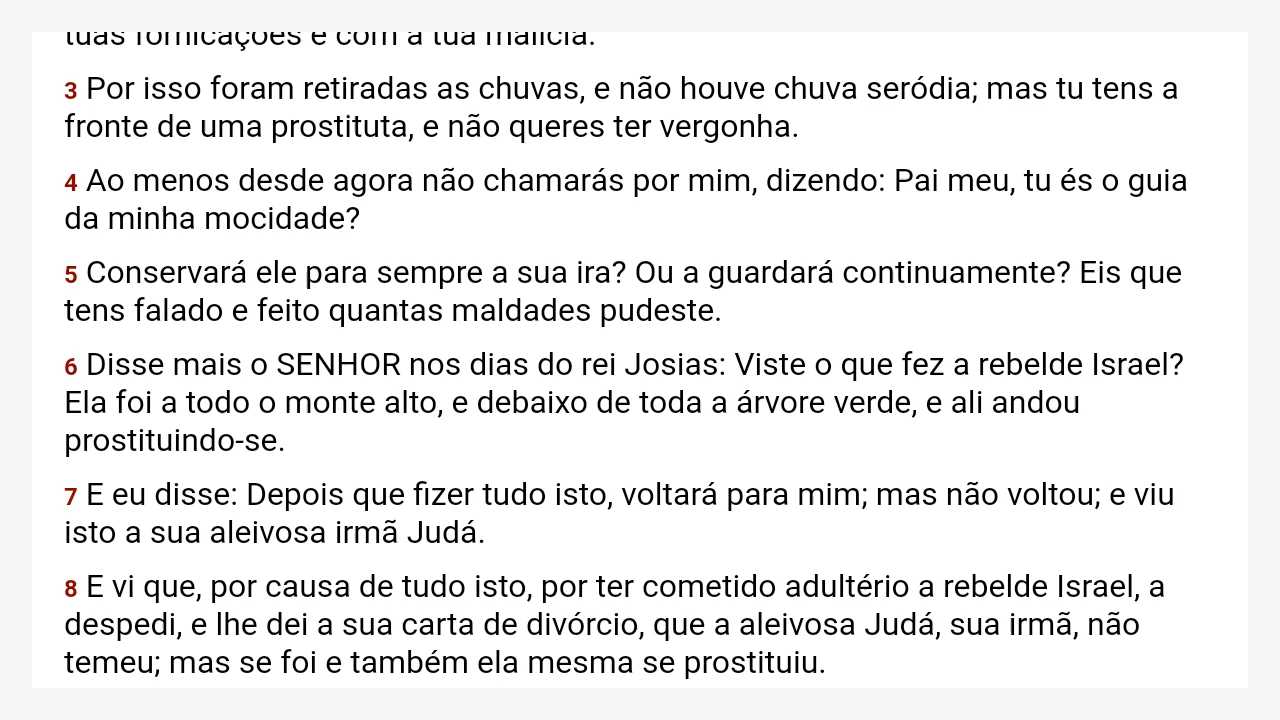 tuas fornicações e com a tua malícia.
3 Por isso foram retiradas as chuvas, e não houve chuva seródia; mas tu tens a
fronte de uma prostituta, e não queres ter vergonha.
4 Ao menos desde agora não chamarás por mim, dizendo: Pai meu, tu és o guia
da minha mocidade?
5 Conservará ele para sempre a sua ira? Ou a guardará continuamente? Eis que
tens falado e feito quantas maldades pudeste.
6 Disse mais o SENHOR nos dias do rei Josias: Viste o que fez a rebelde Israel?
Ela foi a todo o monte alto, e debaixo de toda a árvore verde, e ali andou
prostituindo-se.
7 E eu disse: Depois que fizer tudo isto, voltará para mim; mas não voltou; e viu
isto a sua aleivosa irmã Judá.
8 E vi que, por causa de tudo isto, por ter cometido adultério a rebelde Israel, a
despedi, e lhe dei a sua carta de divórcio, que a aleivosa Judá, sua irmã, não
temeu; mas se foi e também ela mesma se prostituiu.